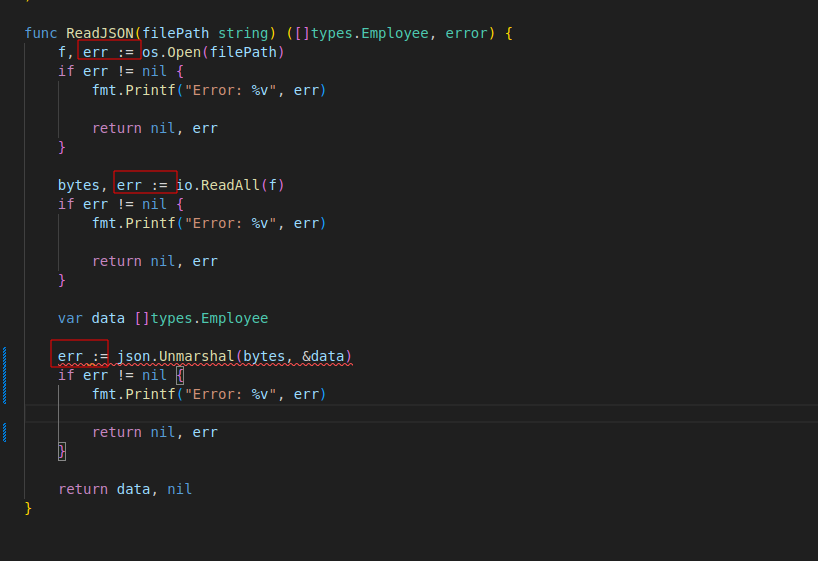 func ReadJSON(filePath string) ([]types.Employee, error) {
    f, err := os.Open(filePath)
    if err != nil {
        fmt.Printf("Error: %v", err)

        return nil, err
    }

    bytes, err := io.ReadAll(f)
    if err != nil {
        fmt.Printf("Error: %v", err)

        return nil, err
    }

    var data []types.Employee

    err := json.Unmarshal(bytes, &data)
    if err != nil {
        fmt.Printf("Error: %v", err)

        return nil, err
    }

    return data, nil
}